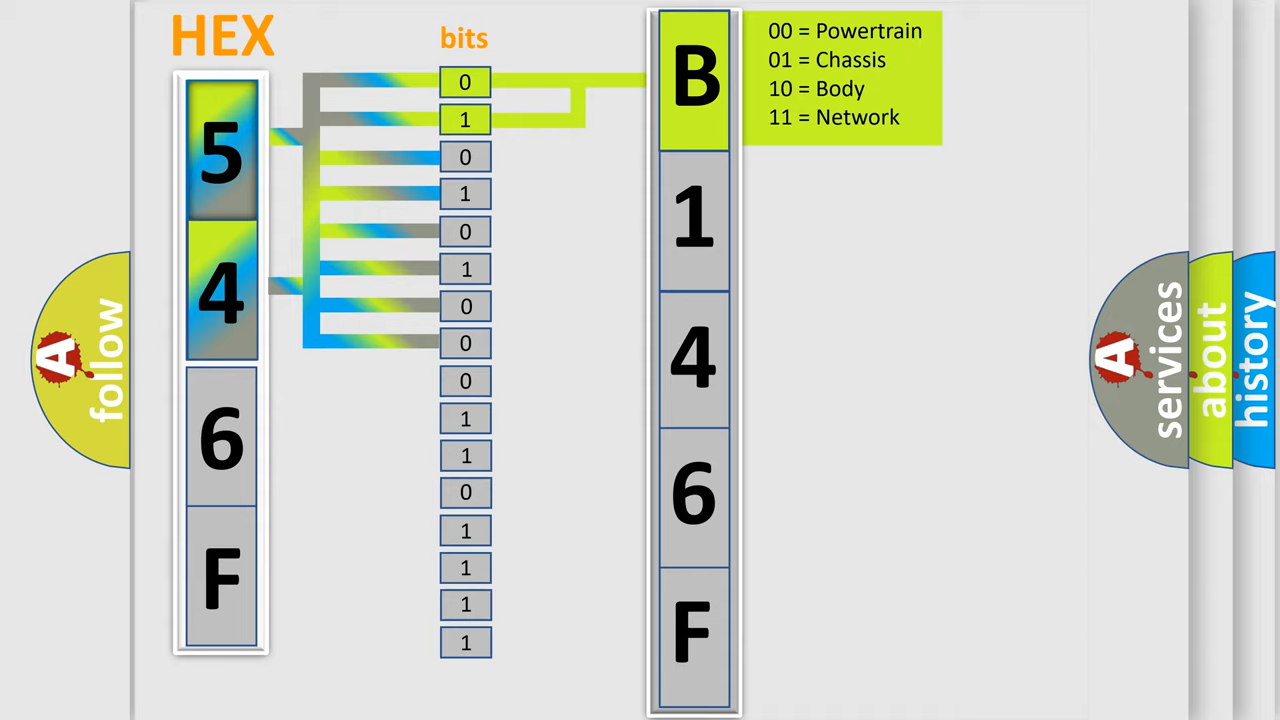 HEX
bits
5
4
6
F
0
1
0
1
0
1
0
0
0
1
1
0
1
1
1
1
B
1
4
6
F
00 = Powertrain
01 = Chassis
10 = Body
11 = Network
A
follow
A
services
about
history